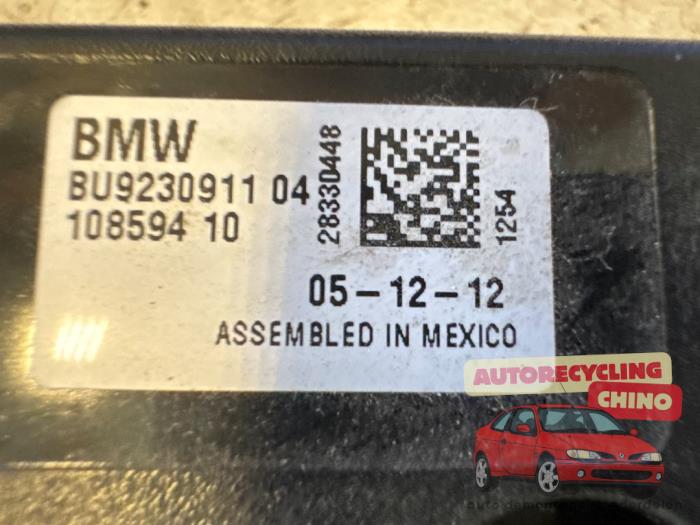 BMW
BU9230911 04
108594 10
28330448
1254
05-12-12
ASSEMBLED IN MEXICO
AUTORECYCLING
CHINO